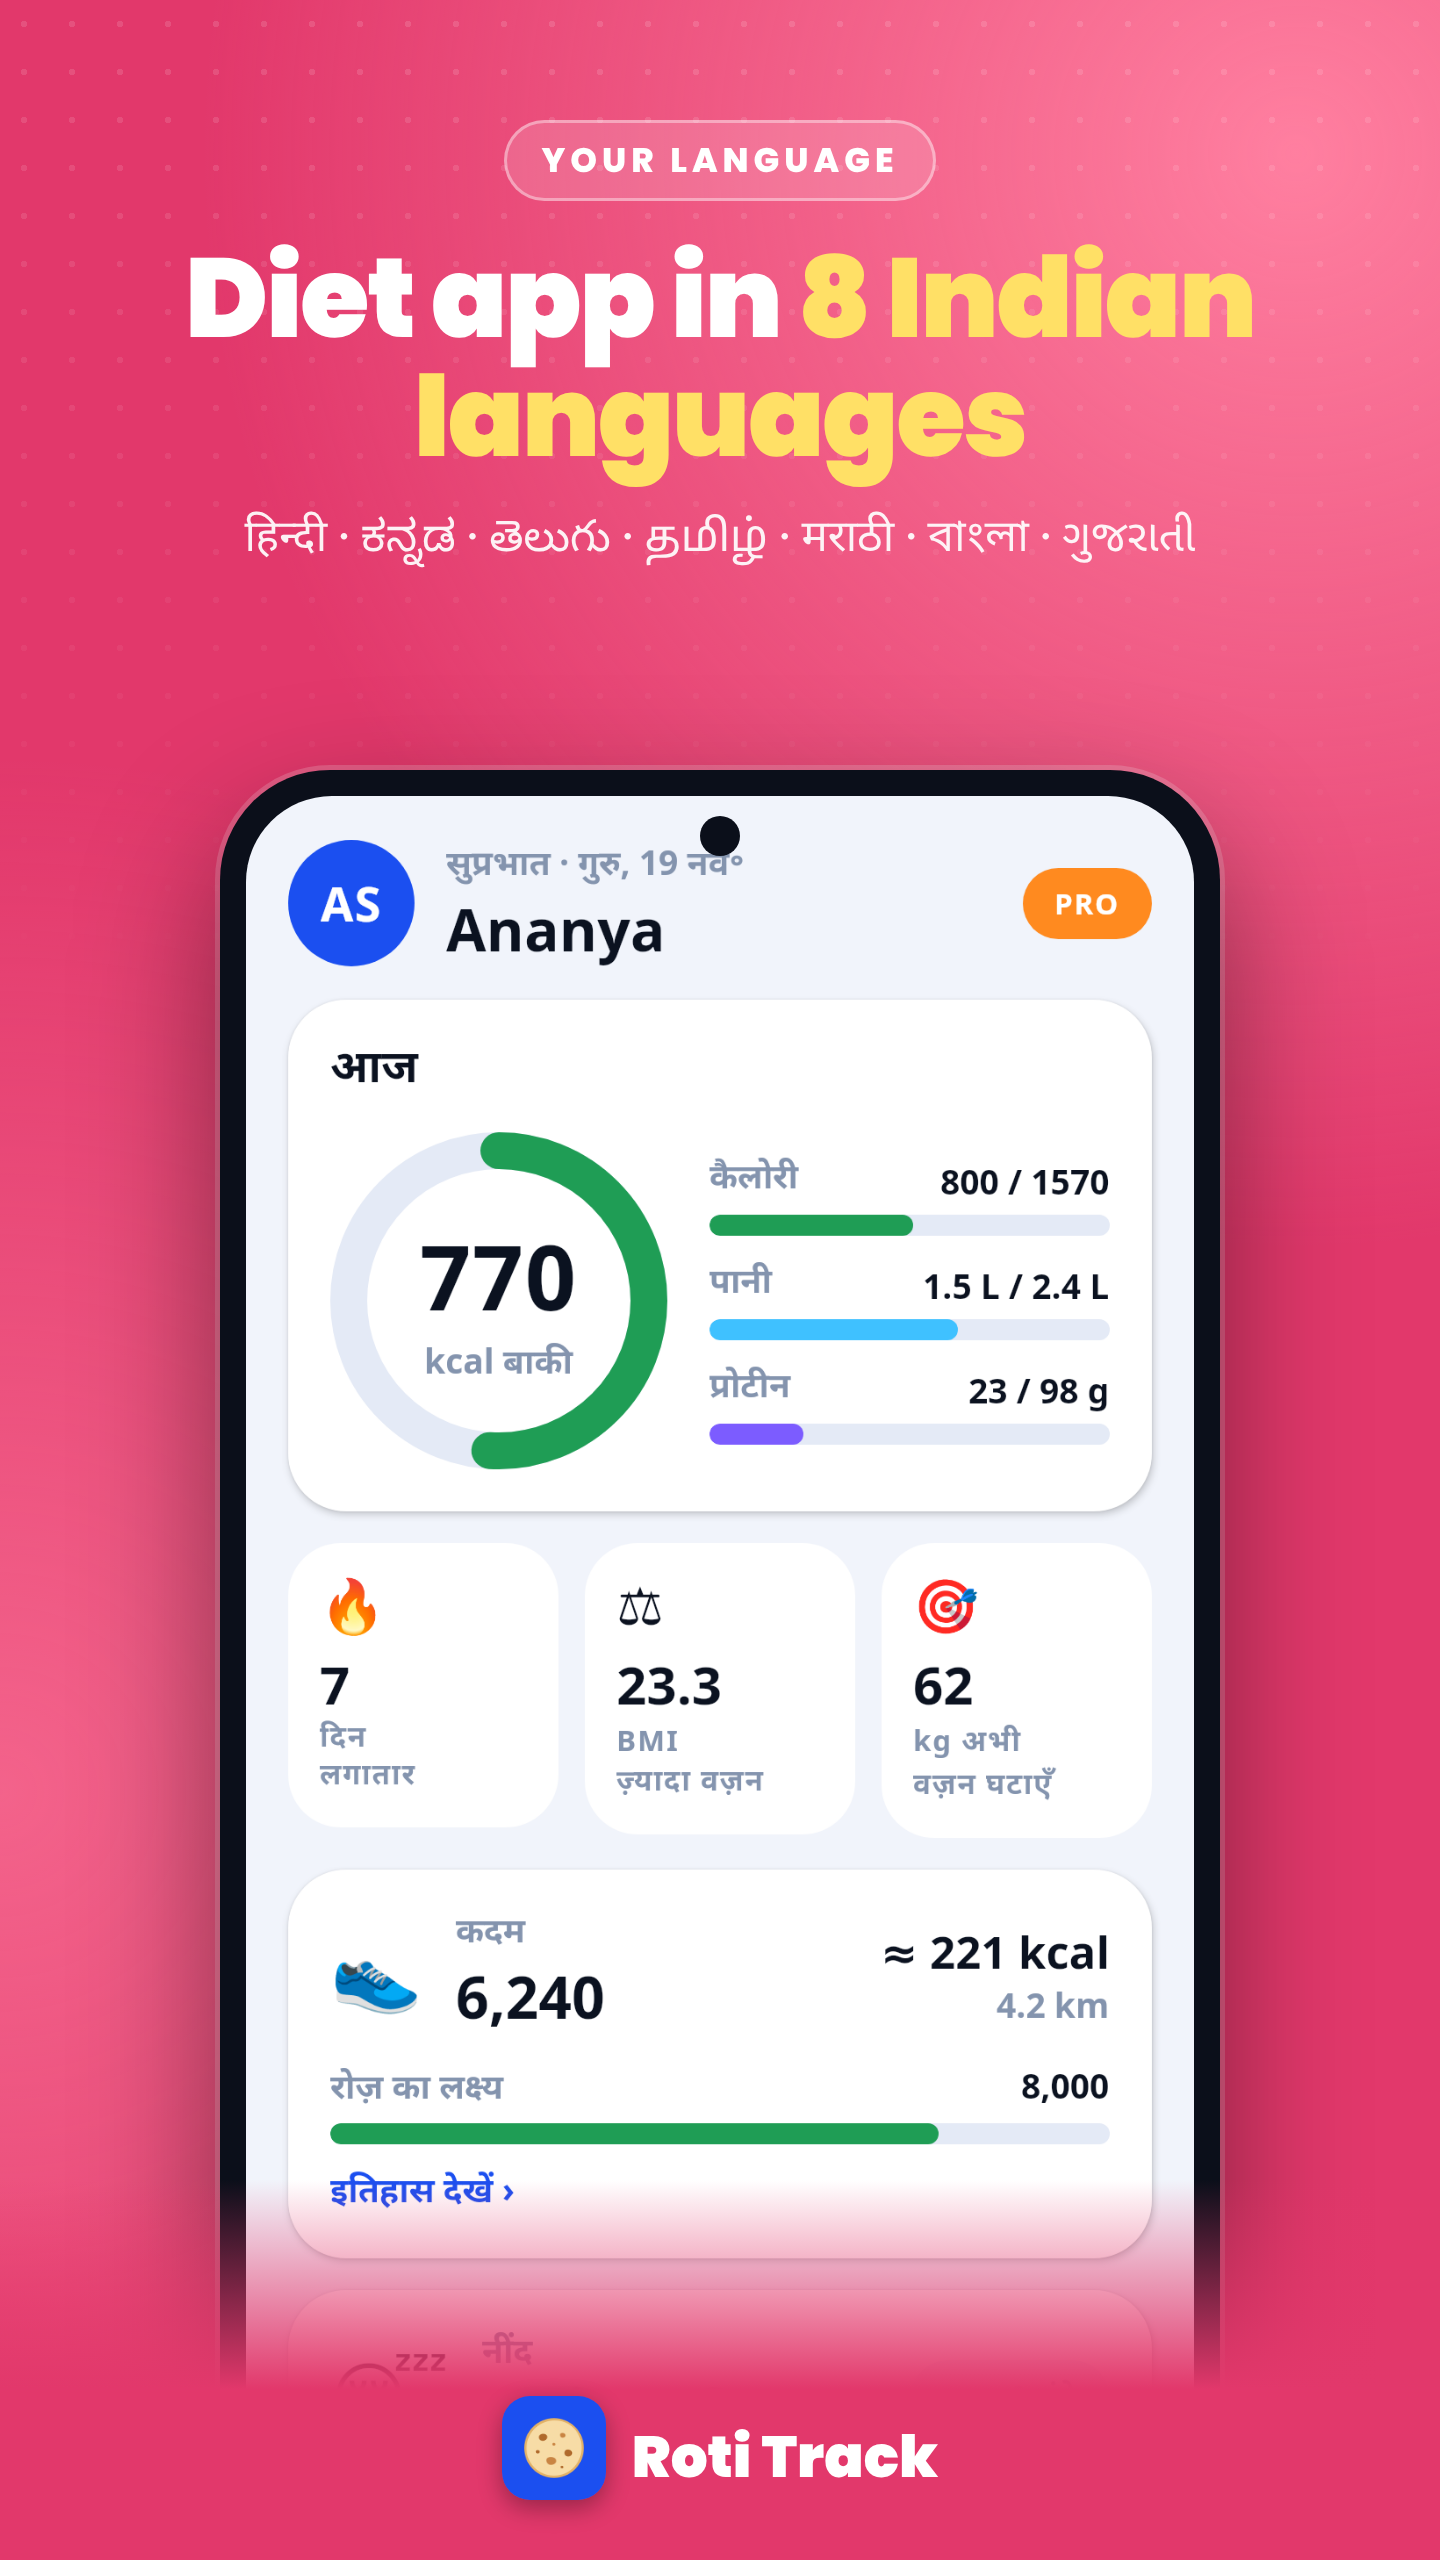 YOUR LANGUAGE
Diet app in 8 Indian
languages
हिन्दी · ಕನ್ನಡ · తెలుగు · தமிழ் · मराठी · বাংলা · ગુજરાતી
सुप्रभात · गुरु, 19 नव॰
AS
Ananya
PRO
आज
770
kcal बाकी
कैलोरी 800 / 1570
पानी 1.5 L / 2.4 L
प्रोटीन 23 / 98 g
7
दिन
लगातार
23.3
BMI
ज़्यादा वज़न
62
kg अभी
वज़न घटाएँ
कदम
6,240
≈ 221 kcal
4.2 km
रोज़ का लक्ष्य 8,000
इतिहास देखें ›
zzz
नींद
Roti Track